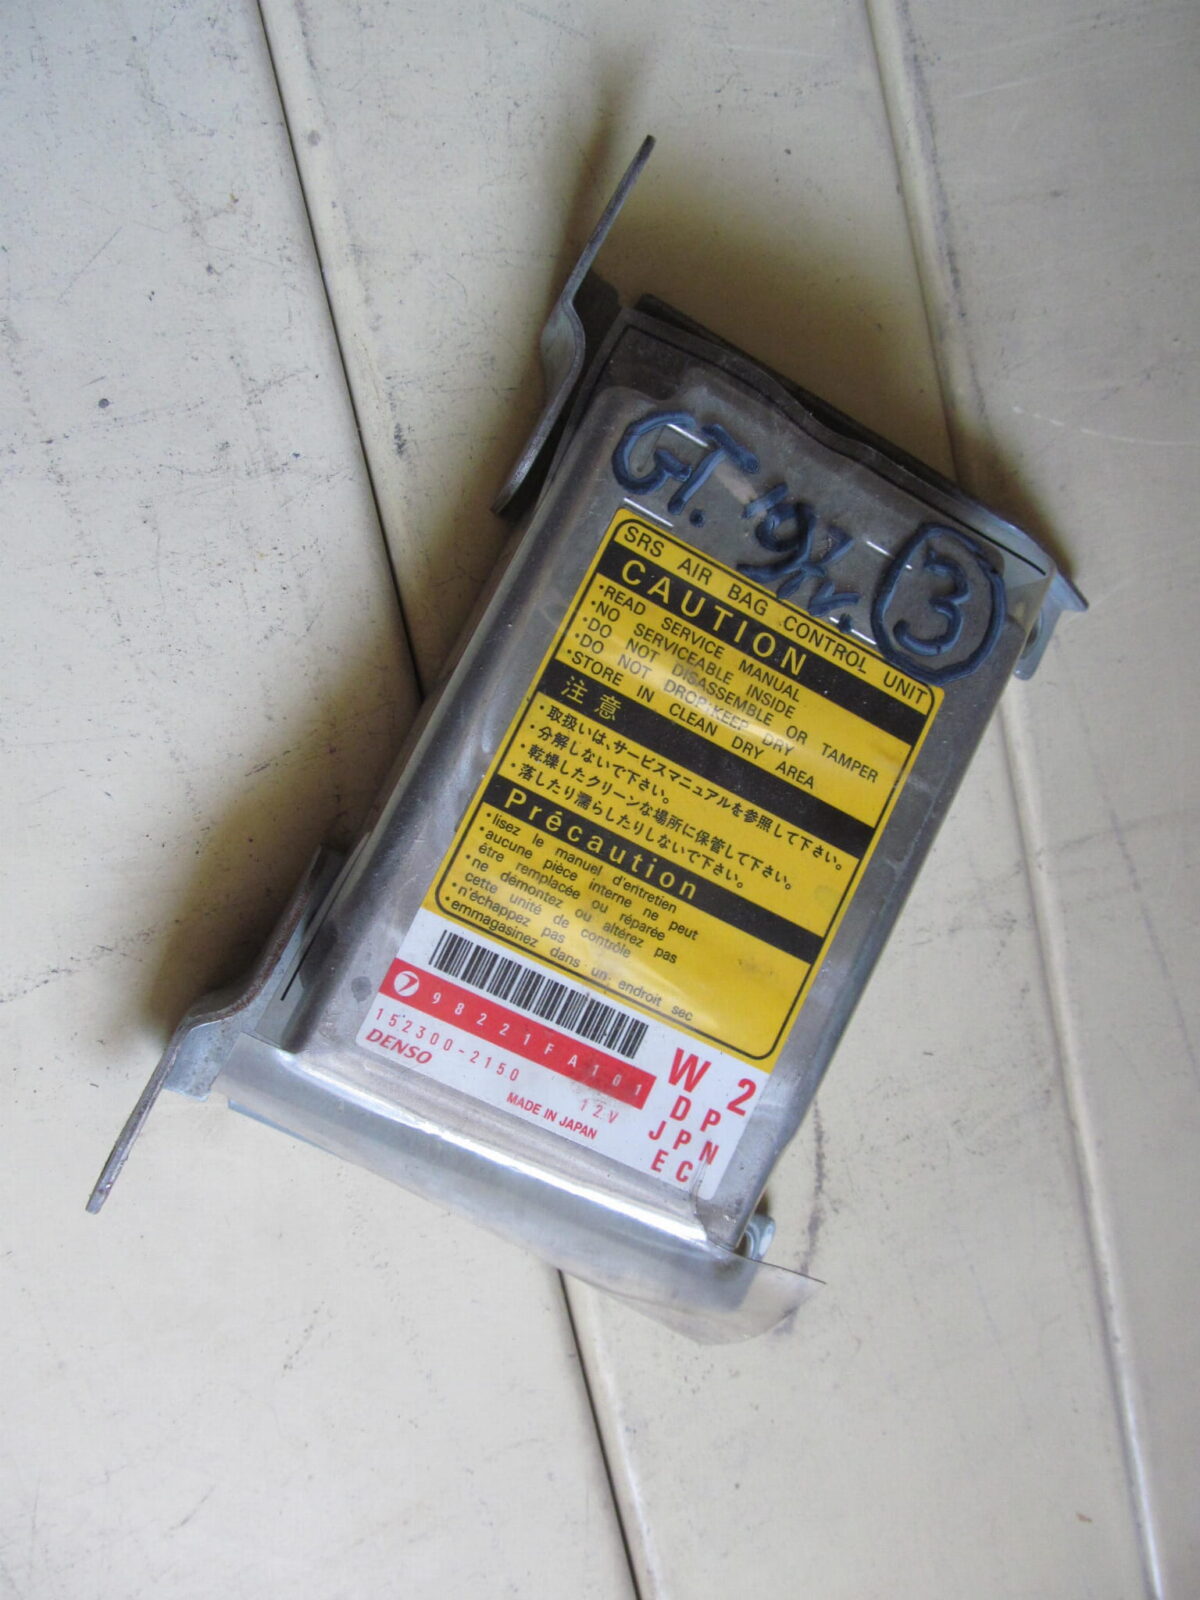 GT. '97V. ③
SRS AIR BAG CONTROL UNIT
CAUTION
・READ SERVICE MANUAL
・NO SERVICEABLE INSIDE
・DO NOT DISASSEMBLE OR TAMPER
・DO NOT DROP;KEEP DRY
・STORE IN CLEAN DRY AREA
注意
・取扱いは、サービスマニュアルを参照して下さい。
・分解しないで下さい。
・乾燥したクリーンな場所に保管して下さい。
・落したり濡らしたりしないで下さい。
Précaution
・lisez le manuel d'entretien
・aucune pièce interne ne peut
être remplacée ou réparée
・ne démontez ou altérez pas
cette unité de contrôle
・n'échappez pas
・emmagasinez dans un endroit sec
7 98221FA101
152300-2150 12V
DENSO MADE IN JAPAN
W 2
D P
J P N
E C